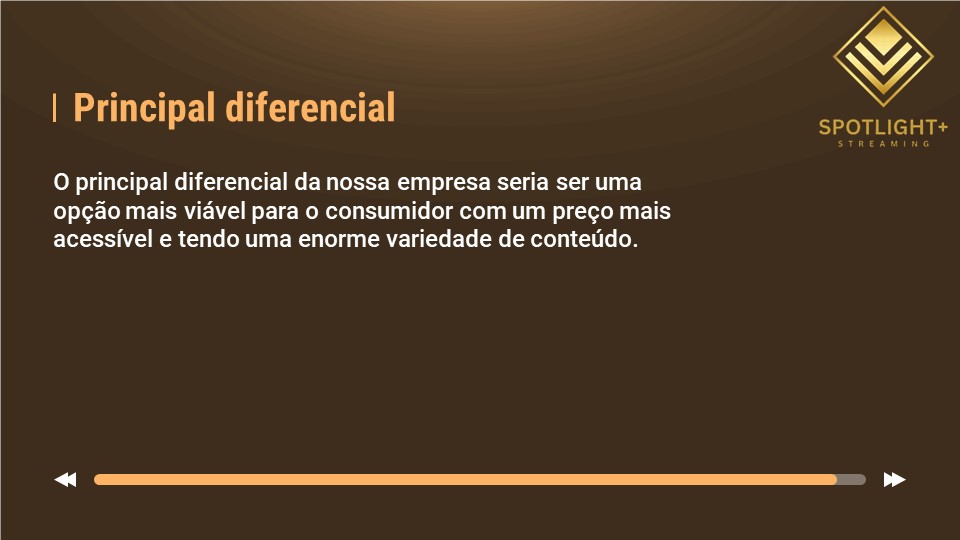 SPOTLIGHT+
STREAMING
Principal diferencial
O principal diferencial da nossa empresa seria ser uma
opção mais viável para o consumidor com um preço mais
acessível e tendo uma enorme variedade de conteúdo.